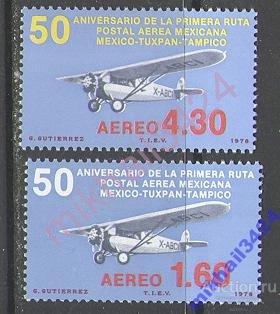 50 ANIVERSARIO DE LA PRIMERA RUTA
POSTAL AEREA MEXICANA
MEXICO-TUXPAN-TAMPICO
X-ABCI
AEREO 4.30
G. GUTIERREZ T.I.E.V. 1978
50 ANIVERSARIO DE LA PRIMERA RUTA
POSTAL AEREA MEXICANA
MEXICO-TUXPAN-TAMPICO
X-ABCI
AEREO 1.60
G. GUTIERREZ T.I.E.V. 1978
mikhail3434